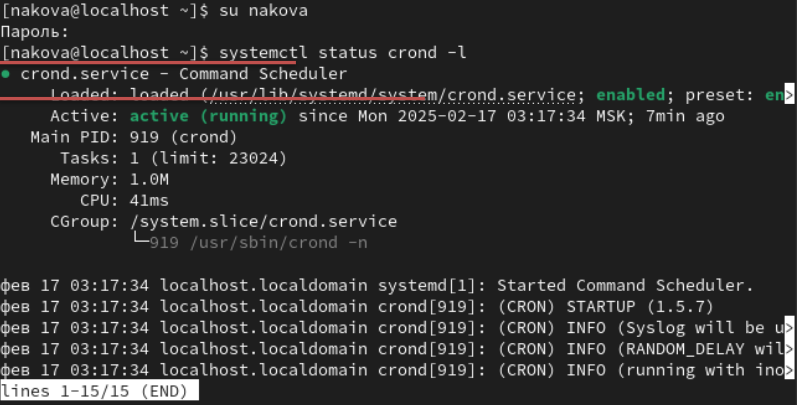 [nakova@localhost ~]$ su nakova
Пароль:
[nakova@localhost ~]$ systemctl status crond -l
● crond.service - Command Scheduler
     Loaded: loaded (/usr/lib/systemd/system/crond.service; enabled; preset: en>
     Active: active (running) since Mon 2025-02-17 03:17:34 MSK; 7min ago
   Main PID: 919 (crond)
      Tasks: 1 (limit: 23024)
     Memory: 1.0M
        CPU: 41ms
     CGroup: /system.slice/crond.service
             └─919 /usr/sbin/crond -n

фев 17 03:17:34 localhost.localdomain systemd[1]: Started Command Scheduler.
фев 17 03:17:34 localhost.localdomain crond[919]: (CRON) STARTUP (1.5.7)
фев 17 03:17:34 localhost.localdomain crond[919]: (CRON) INFO (Syslog will be u>
фев 17 03:17:34 localhost.localdomain crond[919]: (CRON) INFO (RANDOM_DELAY wil>
фев 17 03:17:34 localhost.localdomain crond[919]: (CRON) INFO (running with ino>
lines 1-15/15 (END)